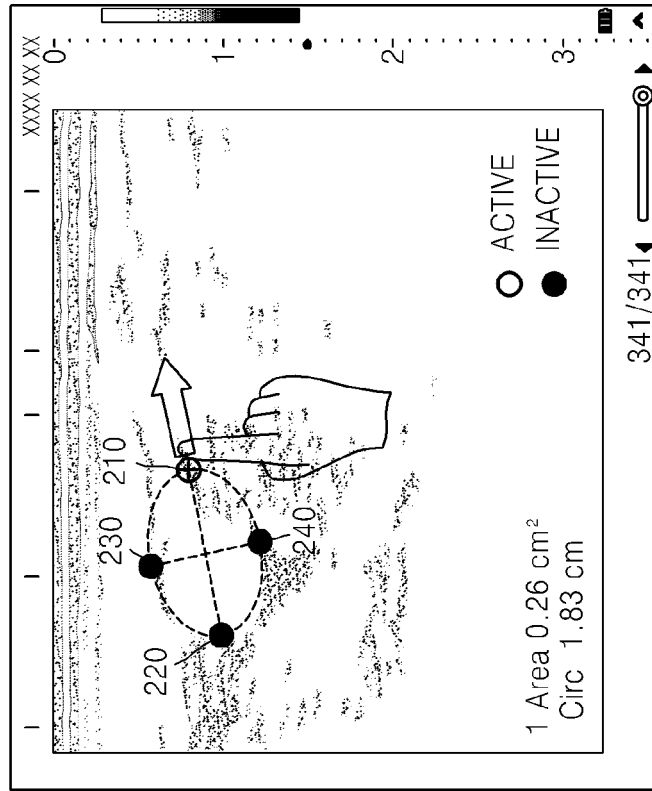 XXXX XX XX
0
1
2
3
210
230
240
220
ACTIVE
INACTIVE
1 Area 0.26 cm²
Circ 1.83 cm
341/341